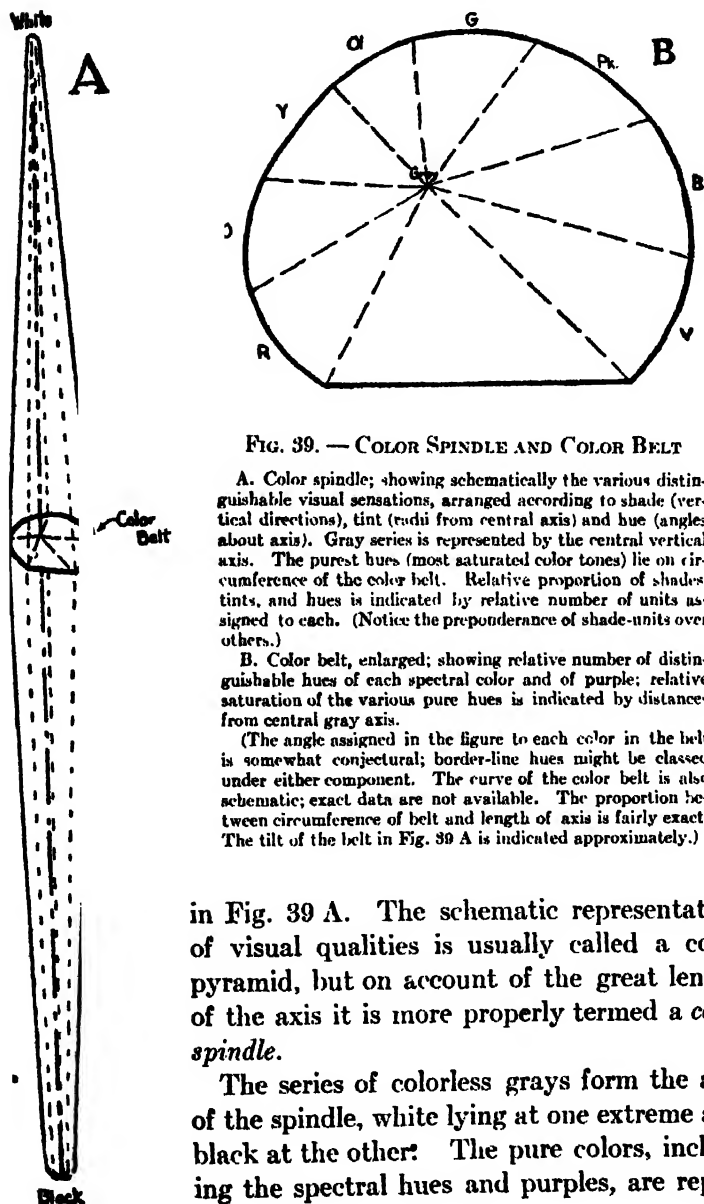 White
A
Color
Belt
Black
B
G
Pk.
B
V
R
Y
FIG. 39. — COLOR SPINDLE AND COLOR BELT
A. Color spindle; showing schematically the various distin-
guishable visual sensations, arranged according to shade (ver-
tical directions), tint (radii from central axis) and hue (angles
about axis). Gray series is represented by the central vertical
axis. The purest hues (most saturated color tones) lie on cir-
cumference of the color belt. Relative proportion of shades
tints, and hues is indicated by relative number of units as-
signed to each. (Notice the preponderance of shade-units over
others.)
B. Color belt, enlarged; showing relative number of distin-
guishable hues of each spectral color and of purple; relative
saturation of the various pure hues is indicated by distance
from central gray axis.
(The angle assigned in the figure to each color in the belt
is somewhat conjectural; border-line hues might be classed
under either component. The curve of the color belt is also
schematic; exact data are not available. The proportion be-
tween circumference of belt and length of axis is fairly exact.
The tilt of the belt in Fig. 39 A is indicated approximately.)
in Fig. 39 A. The schematic representat
of visual qualities is usually called a co
pyramid, but on account of the great len
of the axis it is more properly termed a c
spindle.
The series of colorless grays form the a
of the spindle, white lying at one extreme a
black at the other: The pure colors, incl
ing the spectral hues and purples, are rep